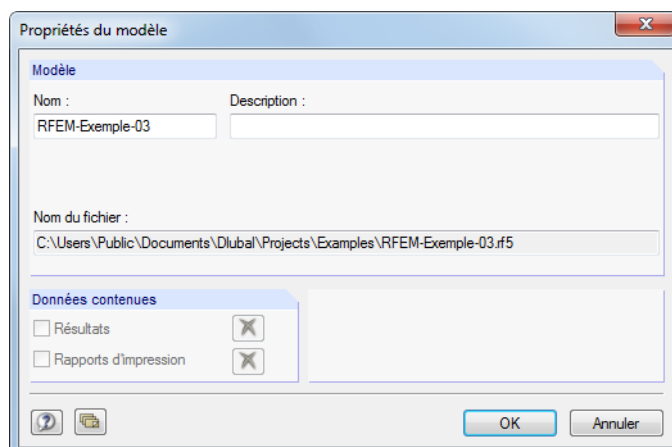 Propriétés du modèle
Modèle
Nom :
Description :
RFEM-Exemple-03
Nom du fichier :
C:\Users\Public\Documents\Dlubal\Projects\Examples\RFEM-Exemple-03.rf5
Données contenues
Résultats
Rapports d'impression
OK
Annuler